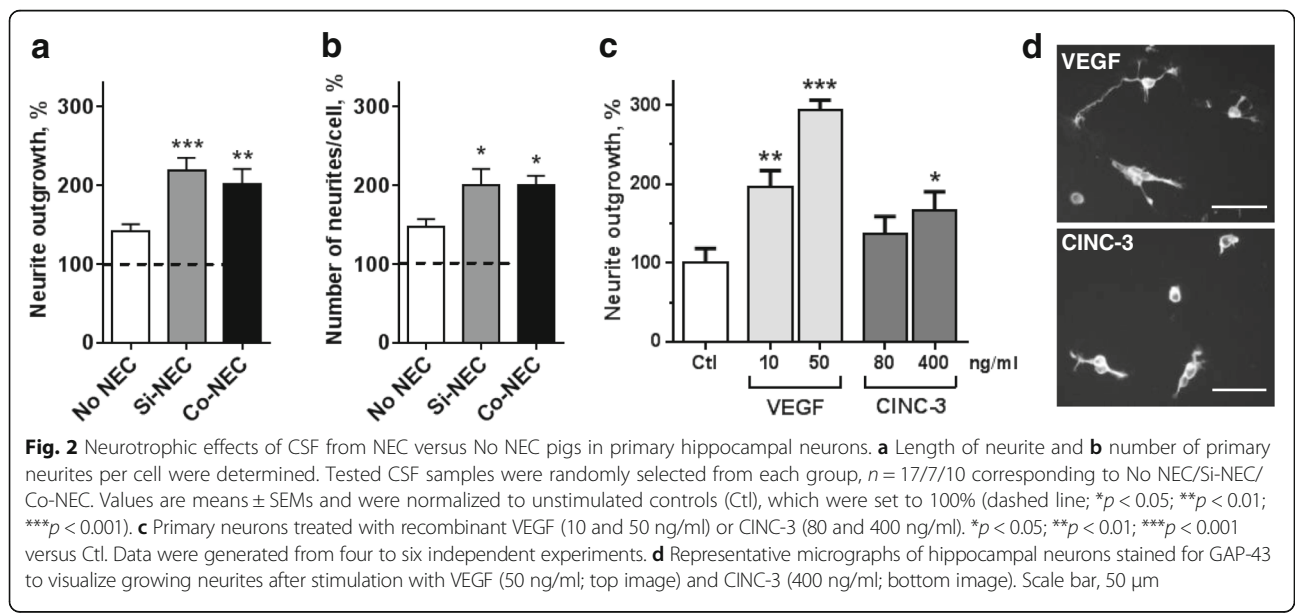 a
b
c
d
Neurite outgrowth, %
300
200
100
0
***
**
No NEC
Si-NEC
Co-NEC
Number of neurites/cell, %
300
200
100
0
*
*
No NEC
Si-NEC
Co-NEC
Neurite outgrowth, %
300
200
100
0
**
***
*
Ctl 10 50 80 400 ng/ml
VEGF CINC-3
VEGF
CINC-3
Fig. 2 Neurotrophic effects of CSF from NEC versus No NEC pigs in primary hippocampal neurons. a Length of neurite and b number of primary
neurites per cell were determined. Tested CSF samples were randomly selected from each group, n = 17/7/10 corresponding to No NEC/Si-NEC/
Co-NEC. Values are means ± SEMs and were normalized to unstimulated controls (Ctl), which were set to 100% (dashed line; *p < 0.05; **p < 0.01;
***p < 0.001). c Primary neurons treated with recombinant VEGF (10 and 50 ng/ml) or CINC-3 (80 and 400 ng/ml). *p < 0.05; **p < 0.01; ***p < 0.001
versus Ctl. Data were generated from four to six independent experiments. d Representative micrographs of hippocampal neurons stained for GAP-43
to visualize growing neurites after stimulation with VEGF (50 ng/ml; top image) and CINC-3 (400 ng/ml; bottom image). Scale bar, 50 μm